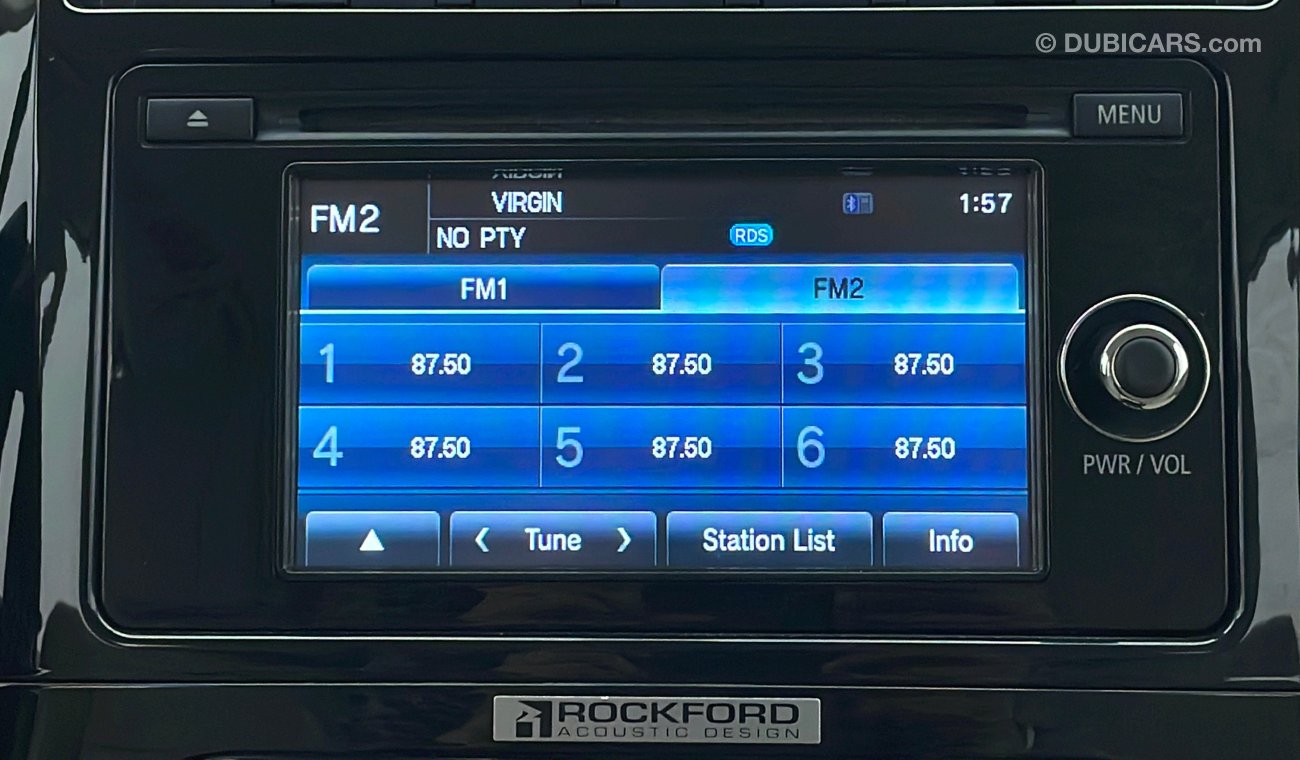 © DUBICARS.com
MENU
VIRGIN
1:57
FM2
NO PTY
RDS
FM1
FM2
1 87.50 2 87.50 3 87.50
4 87.50 5 87.50 6 87.50
PWR / VOL
Tune
Station List
Info
ROCKFORD
ACOUSTIC DESIGN